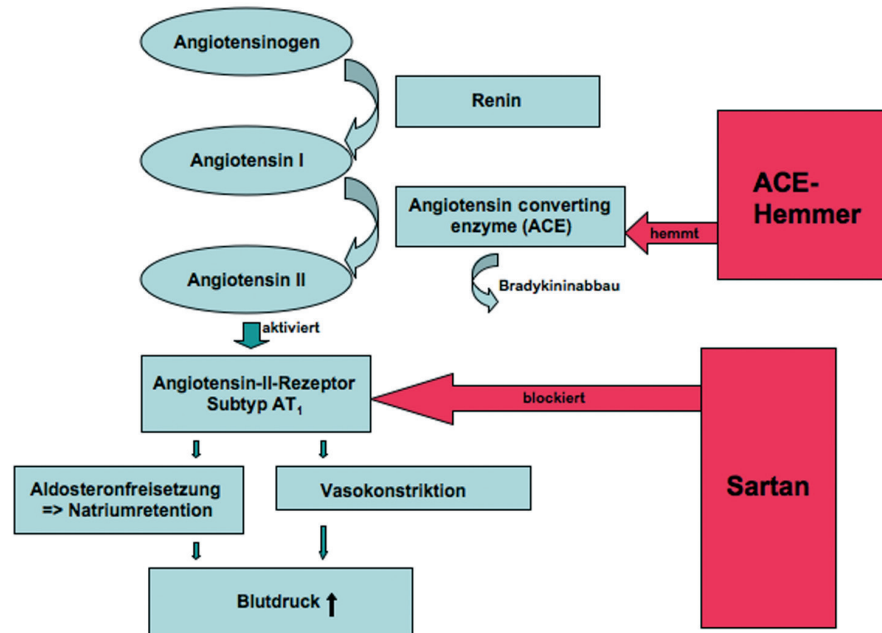 Angiotensinogen
Renin
Angiotensin I
ACE-
Hemmer
Angiotensin converting
enzyme (ACE)
hemmt
Angiotensin II
Bradykininabbau
aktiviert
Angiotensin-II-Rezeptor
Subtyp AT₁
blockiert
Sartan
Aldosteronfreisetzung
=> Natriumretention
Vasokonstriktion
Blutdruck ↑